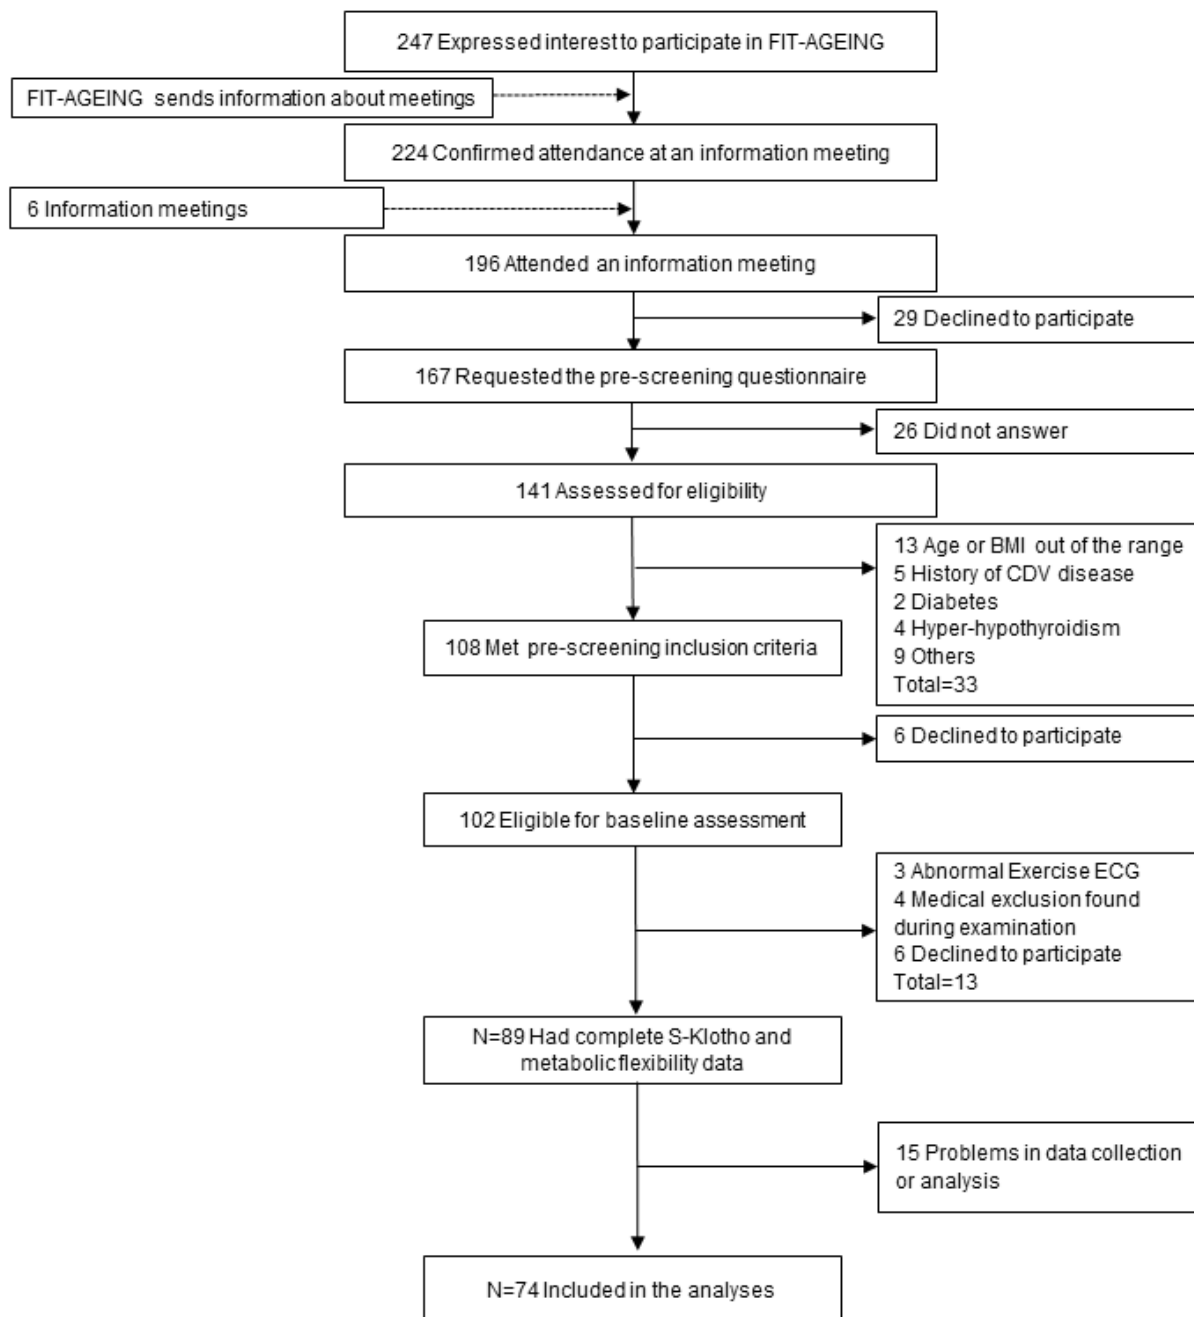 247 Expressed interest to participate in FIT-AGEING
FIT-AGEING sends information about meetings
224 Confirmed attendance at an information meeting
6 Information meetings
196 Attended an information meeting
29 Declined to participate
167 Requested the pre-screening questionnaire
26 Did not answer
141 Assessed for eligibility
13 Age or BMI out of the range
5 History of CDV disease
2 Diabetes
4 Hyper-hypothyroidism
9 Others
Total=33
108 Met pre-screening inclusion criteria
6 Declined to participate
102 Eligible for baseline assessment
3 Abnormal Exercise ECG
4 Medical exclusion found
during examination
6 Declined to participate
Total=13
N=89 Had complete S-Klotho and
metabolic flexibility data
15 Problems in data collection
or analysis
N=74 Included in the analyses